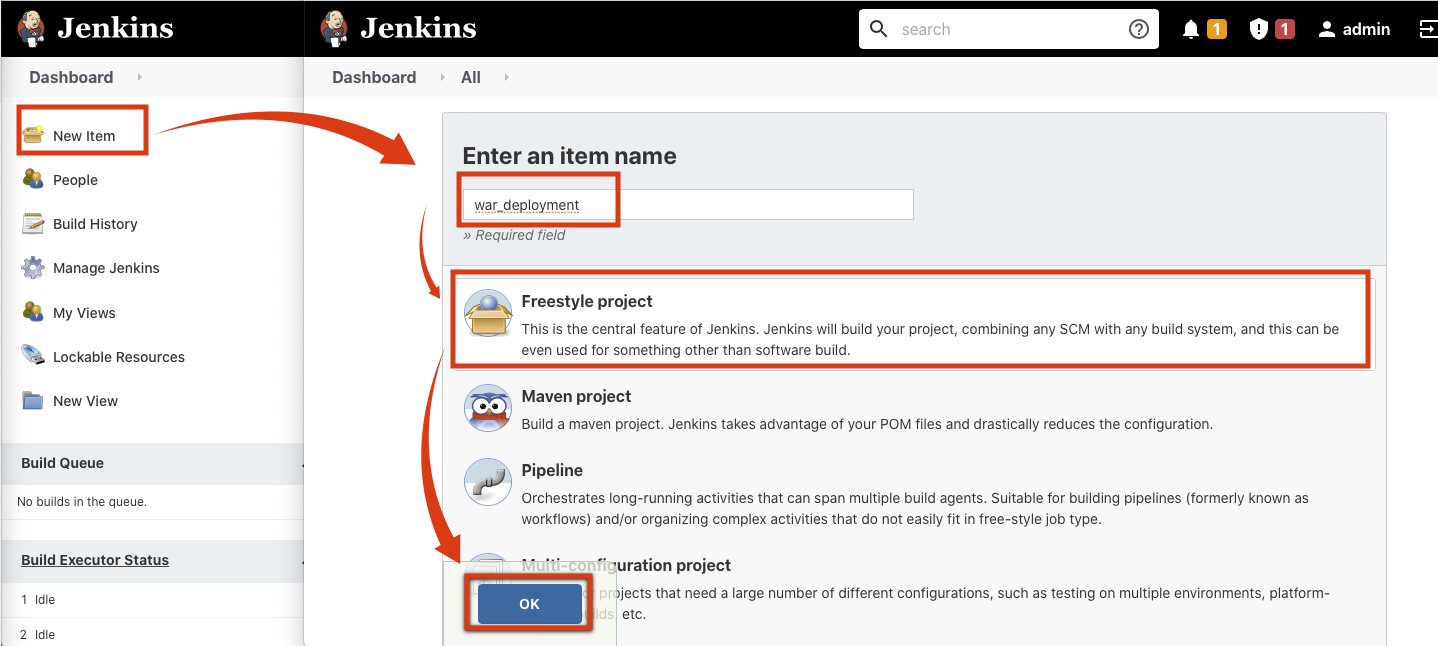 Jenkins
Dashboard
New Item
People
Build History
Manage Jenkins
My Views
Lockable Resources
New View
Build Queue
No builds in the queue.
Build Executor Status
1 Idle
2 Idle
Jenkins
search
1
1
admin
Dashboard
All
Enter an item name
war_deployment
» Required field
Freestyle project
This is the central feature of Jenkins. Jenkins will build your project, combining any SCM with any build system, and this can be
even used for something other than software build.
Maven project
Build a maven project. Jenkins takes advantage of your POM files and drastically reduces the configuration.
Pipeline
Orchestrates long-running activities that can span multiple build agents. Suitable for building pipelines (formerly known as
workflows) and/or organizing complex activities that do not easily fit in free-style job type.
Multi-configuration project
projects that need a large number of different configurations, such as testing on multiple environments, platform-
etc.
OK